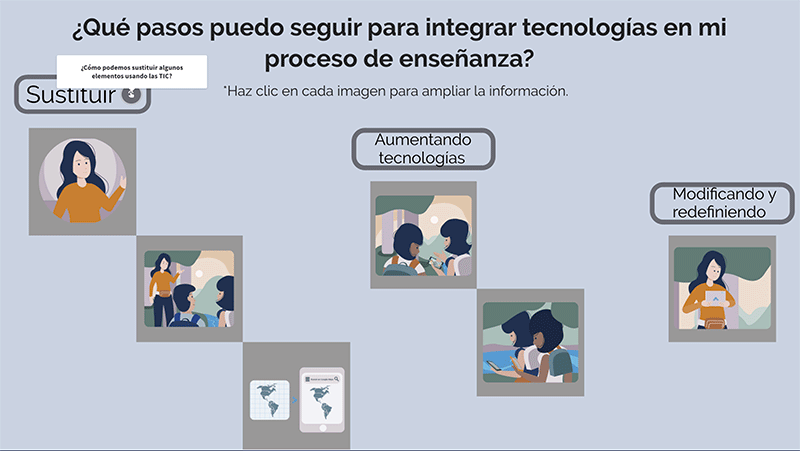 ¿Qué pasos puedo seguir para integrar tecnologías en mi
proceso de enseñanza?
¿Cómo podemos sustituir algunos
elementos usando las TIC?
Sustituir
*Haz clic en cada imagen para ampliar la información.
Aumentando
tecnologías
Modificando y
redefiniendo